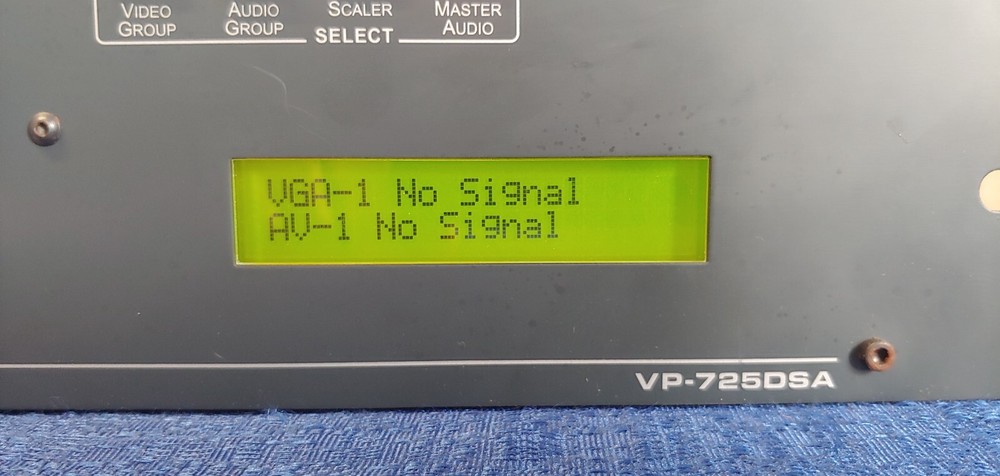 VIDEO GROUP
AUDIO GROUP
SCALER
MASTER AUDIO
SELECT
VGA-1 No Signal
AV-1 No Signal
VP-725DSA